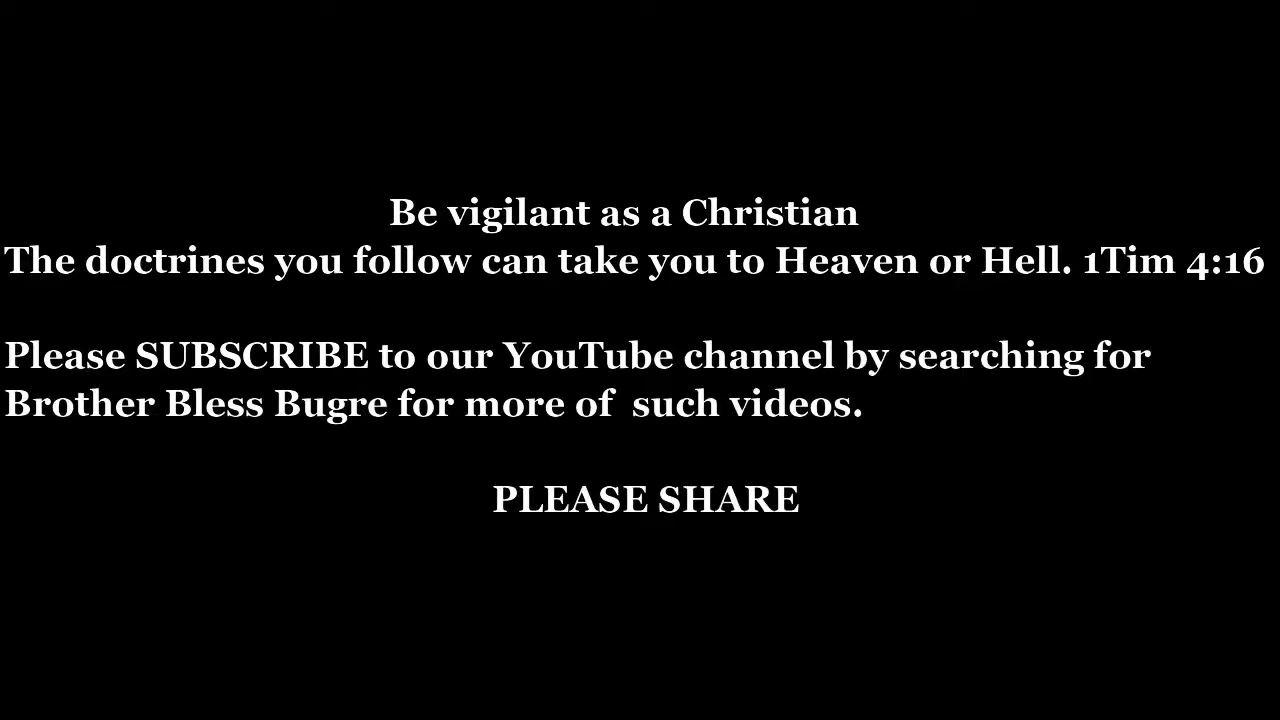 Be vigilant as a Christian
The doctrines you follow can take you to Heaven or Hell. 1Tim 4:16
Please SUBSCRIBE to our YouTube channel by searching for
Brother Bless Bugre for more of  such videos.
PLEASE SHARE